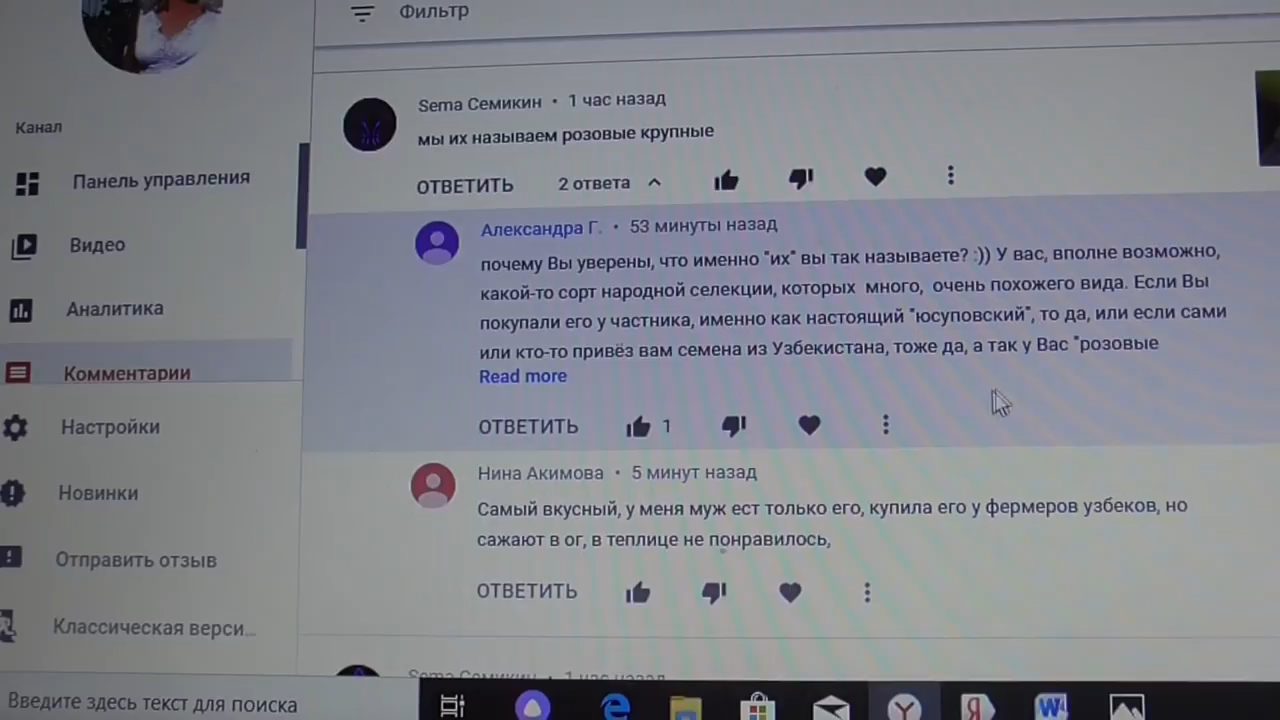 Фильтр
Канал
Панель управления
Видео
Аналитика
Комментарии
Настройки
Новинки
Отправить отзыв
Классическая верси...
Sema Семикин • 1 час назад
мы их называем розовые крупные
ОТВЕТИТЬ 2 ответа
Александра Г. • 53 минуты назад
почему Вы уверены, что именно "их" вы так называете? :)) У вас, вполне возможно,
какой-то сорт народной селекции, которых много, очень похожего вида. Если Вы
покупали его у частника, именно как настоящий "юсуповский", то да, или если сами
или кто-то привёз вам семена из Узбекистана, тоже да, а так у Вас "розовые
Read more
ОТВЕТИТЬ 1
Нина Акимова • 5 минут назад
Самый вкусный, у меня муж ест только его, купила его у фермеров узбеков, но
сажают в ог, в теплице не понравилось,
ОТВЕТИТЬ
Sema Семикин • 1 час назад
Введите здесь текст для поиска